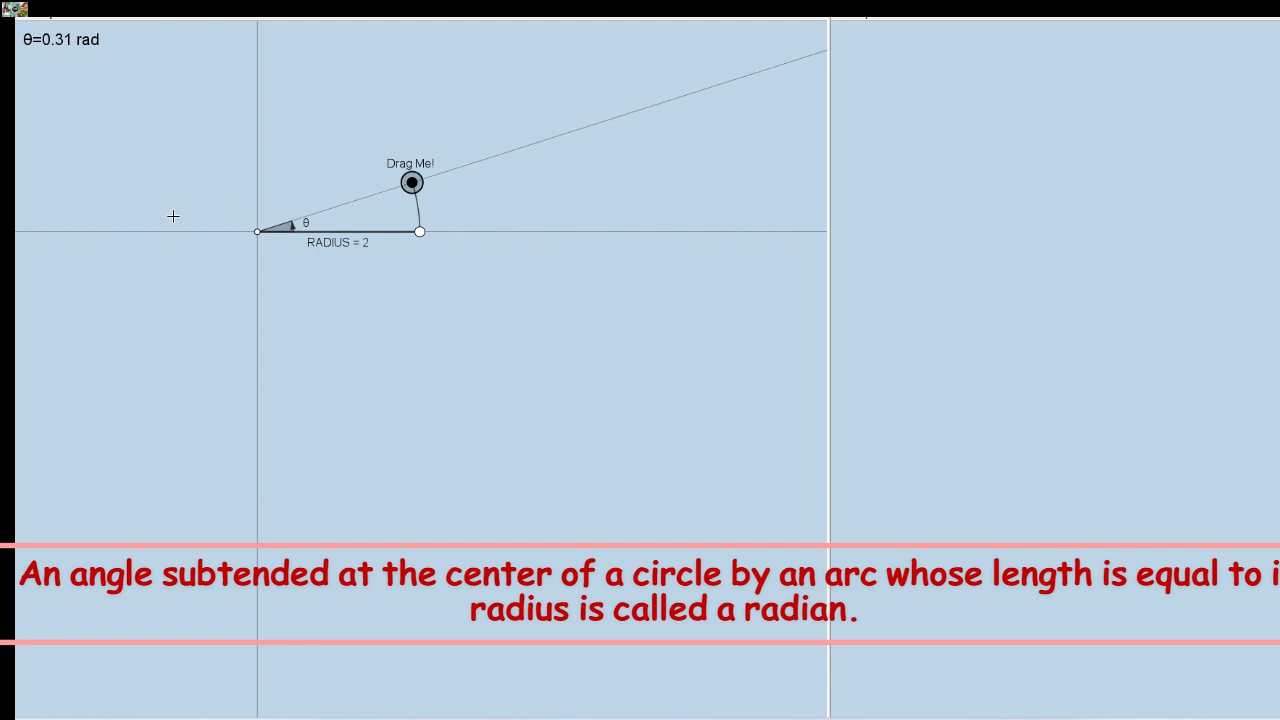 θ=0.31 rad
Drag Me!
θ
RADIUS = 2
An angle subtended at the center of a circle by an arc whose length is equal to i
radius is called a radian.